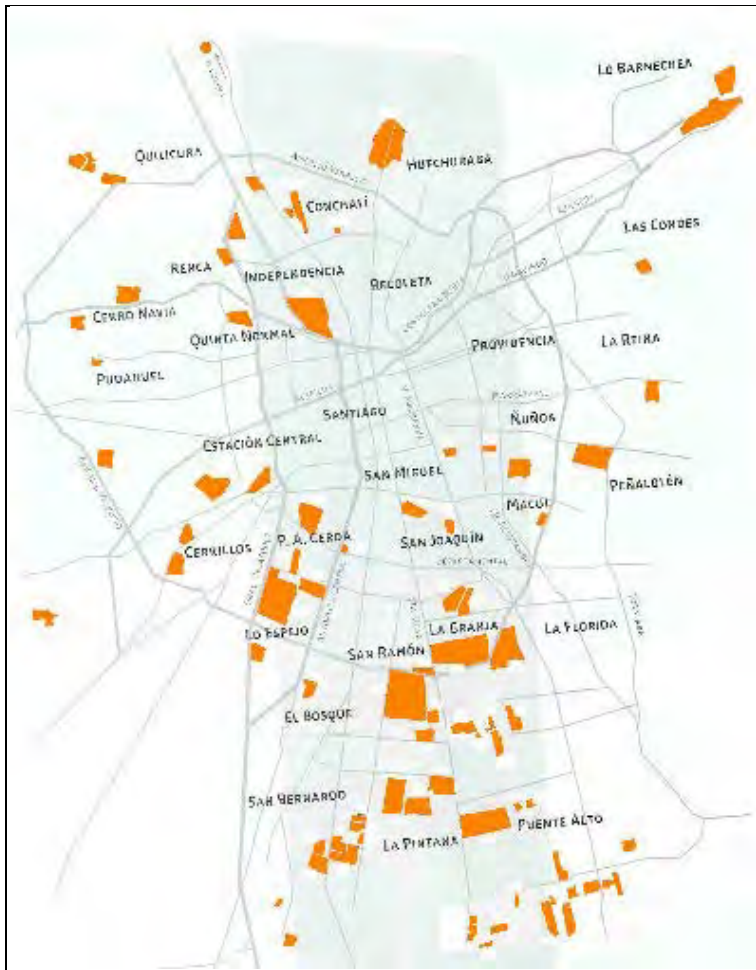 LO BARNECHEA
QUILICURA
HUECHURABA
CONCHALÍ
LAS CONDES
RENCA
INDEPENDENCIA
RECOLETA
CERRO NAVIA
QUINTA NORMAL
PROVIDENCIA
LA REINA
PUDAHUEL
SANTIAGO
ÑUÑOA
ESTACIÓN CENTRAL
SAN MIGUEL
PEÑALOLÉN
MACUL
P. A. CERDA
SAN JOAQUÍN
CERRILLOS
LA GRANJA
LO ESPEJO
LA FLORIDA
SAN RAMÓN
EL BOSQUE
SAN BERNARDO
PUENTE ALTO
LA PINTANA